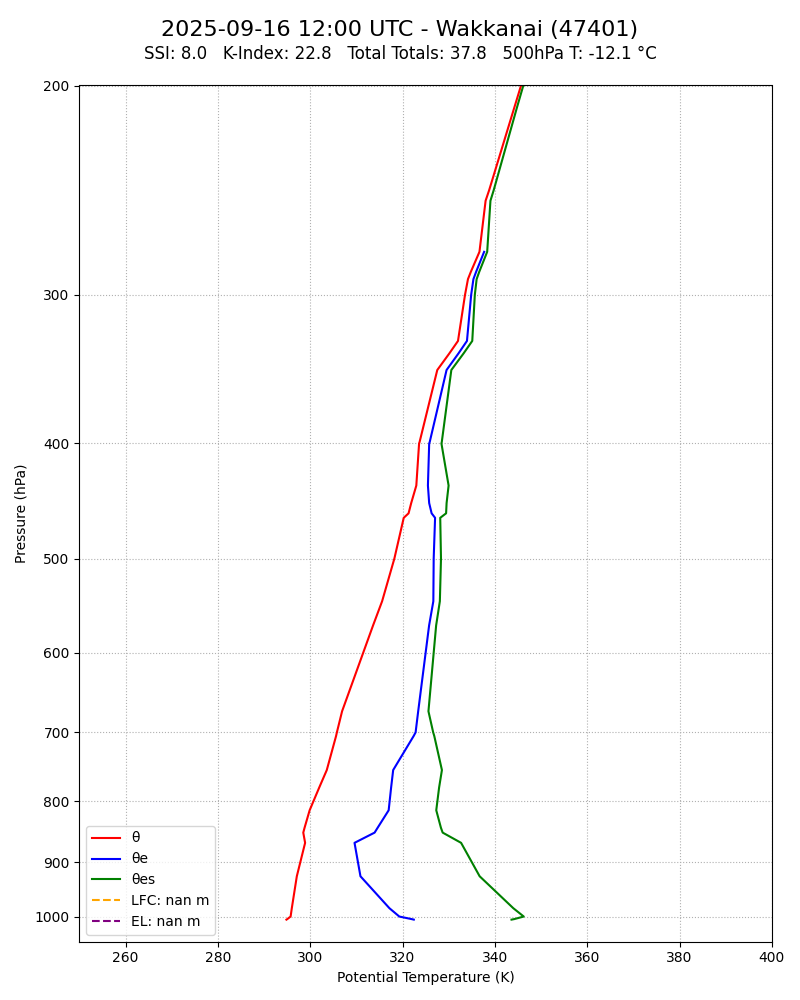 2025-09-16 12:00 UTC - Wakkanai (47401)
SSI: 8.0   K-Index: 22.8   Total Totals: 37.8   500hPa T: -12.1 °C
200
300
400
500
600
700
800
900
1000
Pressure (hPa)
θ
θe
θes
LFC: nan m
EL: nan m
260 280 300 320 340 360 380 400
Potential Temperature (K)